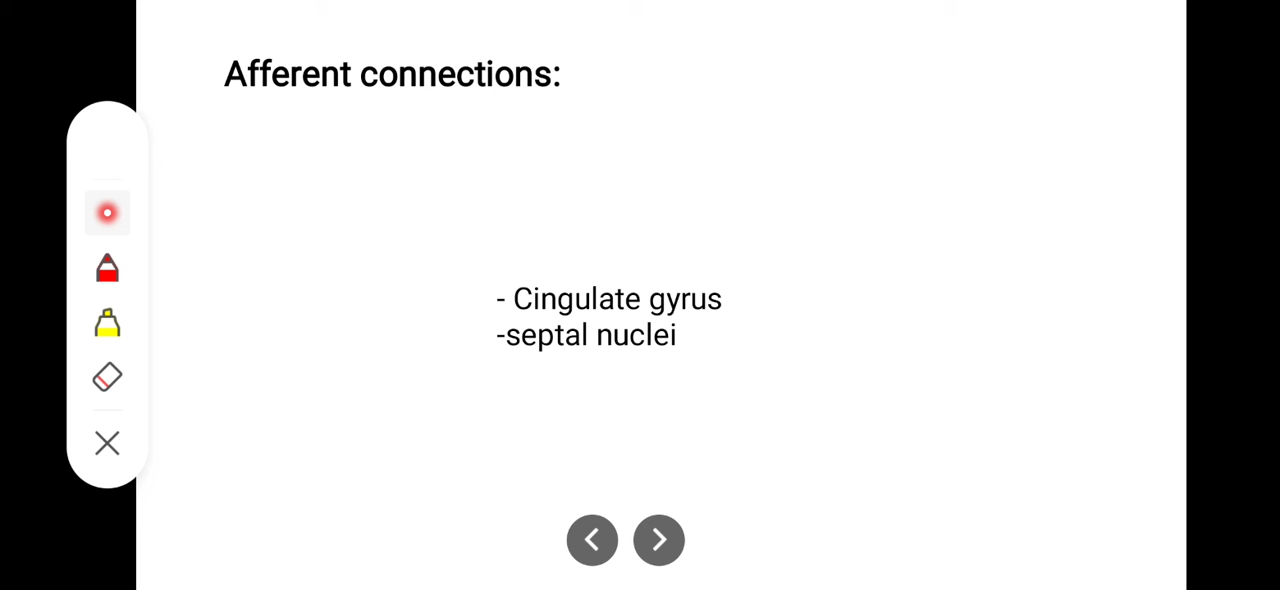 Afferent connections:
- Cingulate gyrus
-septal nuclei